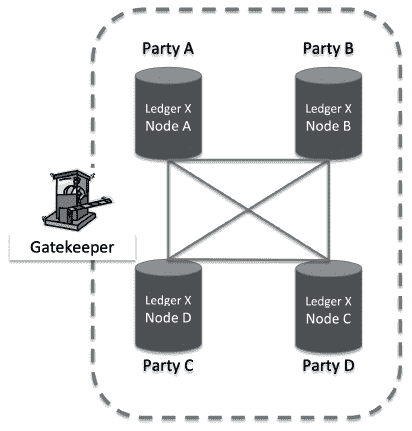 Party A
Party B
Ledger X
Node A
Ledger X
Node B
Gatekeeper
Ledger X
Node D
Ledger X
Node C
Party C
Party D